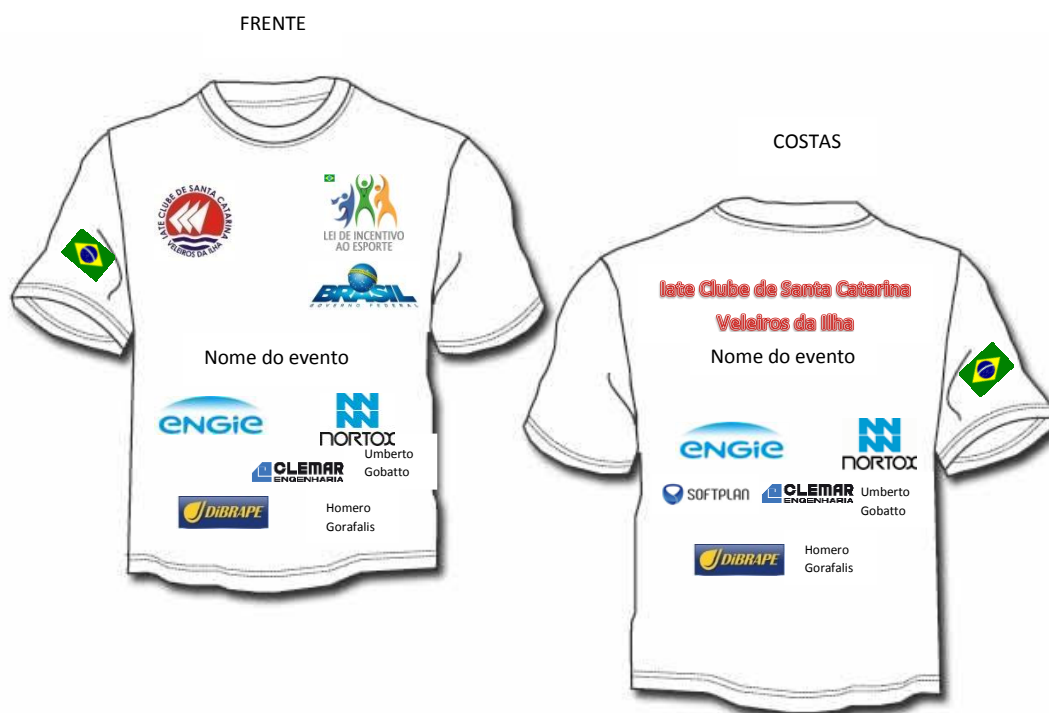 FRENTE
IATE CLUBE DE SANTA CATARINA
VELEIROS DA ILHA
LEI DE INCENTIVO
AO ESPORTE
BRASIL
GOVERNO FEDERAL
Nome do evento
ENGIE
NORTOX
CLEMAR
ENGENHARIA
Umberto
Gobatto
DiBRAPE
Homero
Gorafalis
COSTAS
Iate Clube de Santa Catarina
Veleiros da Ilha
Nome do evento
ENGIE
NORTOX
SOFTPLAN
CLEMAR
ENGENHARIA
Umberto
Gobatto
DiBRAPE
Homero
Gorafalis